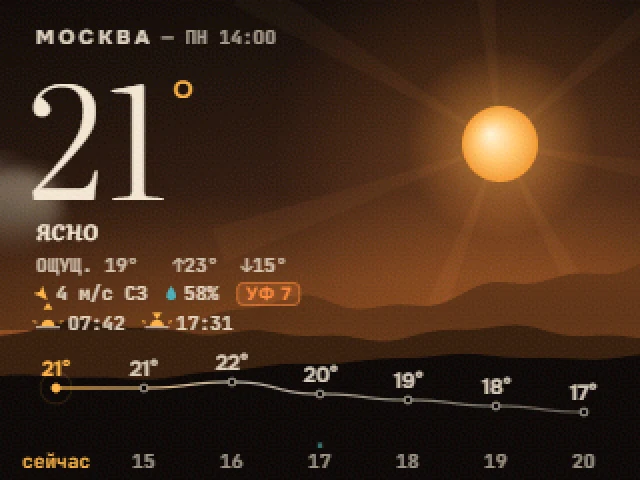 МОСКВА — ПН 14:00
21°
ЯСНО
ОЩУЩ. 19° ↑23° ↓15°
4 м/с СЗ 58% УФ 7
07:42 17:31
21° 21° 22° 20° 19° 18° 17°
сейчас 15 16 17 18 19 20